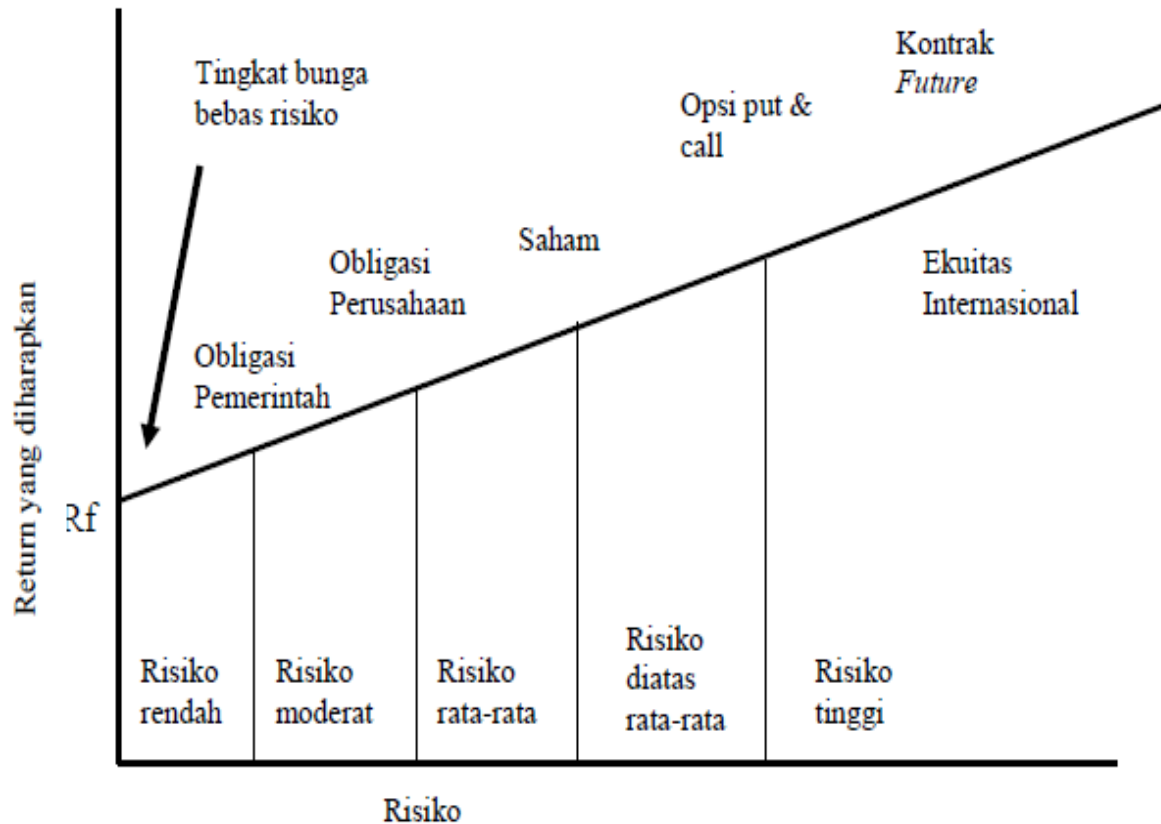 Kontrak
Future
Tingkat bunga
bebas risiko
Opsi put &
call
Saham
Obligasi
Perusahaan
Ekuitas
Internasional
Obligasi
Pemerintah
Return yang diharapkan
Rf
Risiko
rendah
Risiko
moderat
Risiko
rata-rata
Risiko
diatas
rata-rata
Risiko
tinggi
Risiko